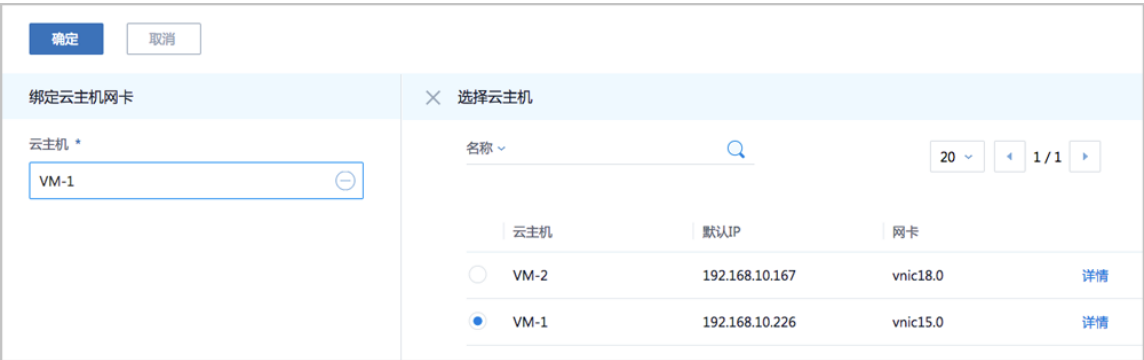 确定 取消
绑定云主机网卡
云主机 *
VM-1
选择云主机
名称
20 1 / 1
云主机 默认IP 网卡
VM-2 192.168.10.167 vnic18.0 详情
VM-1 192.168.10.226 vnic15.0 详情